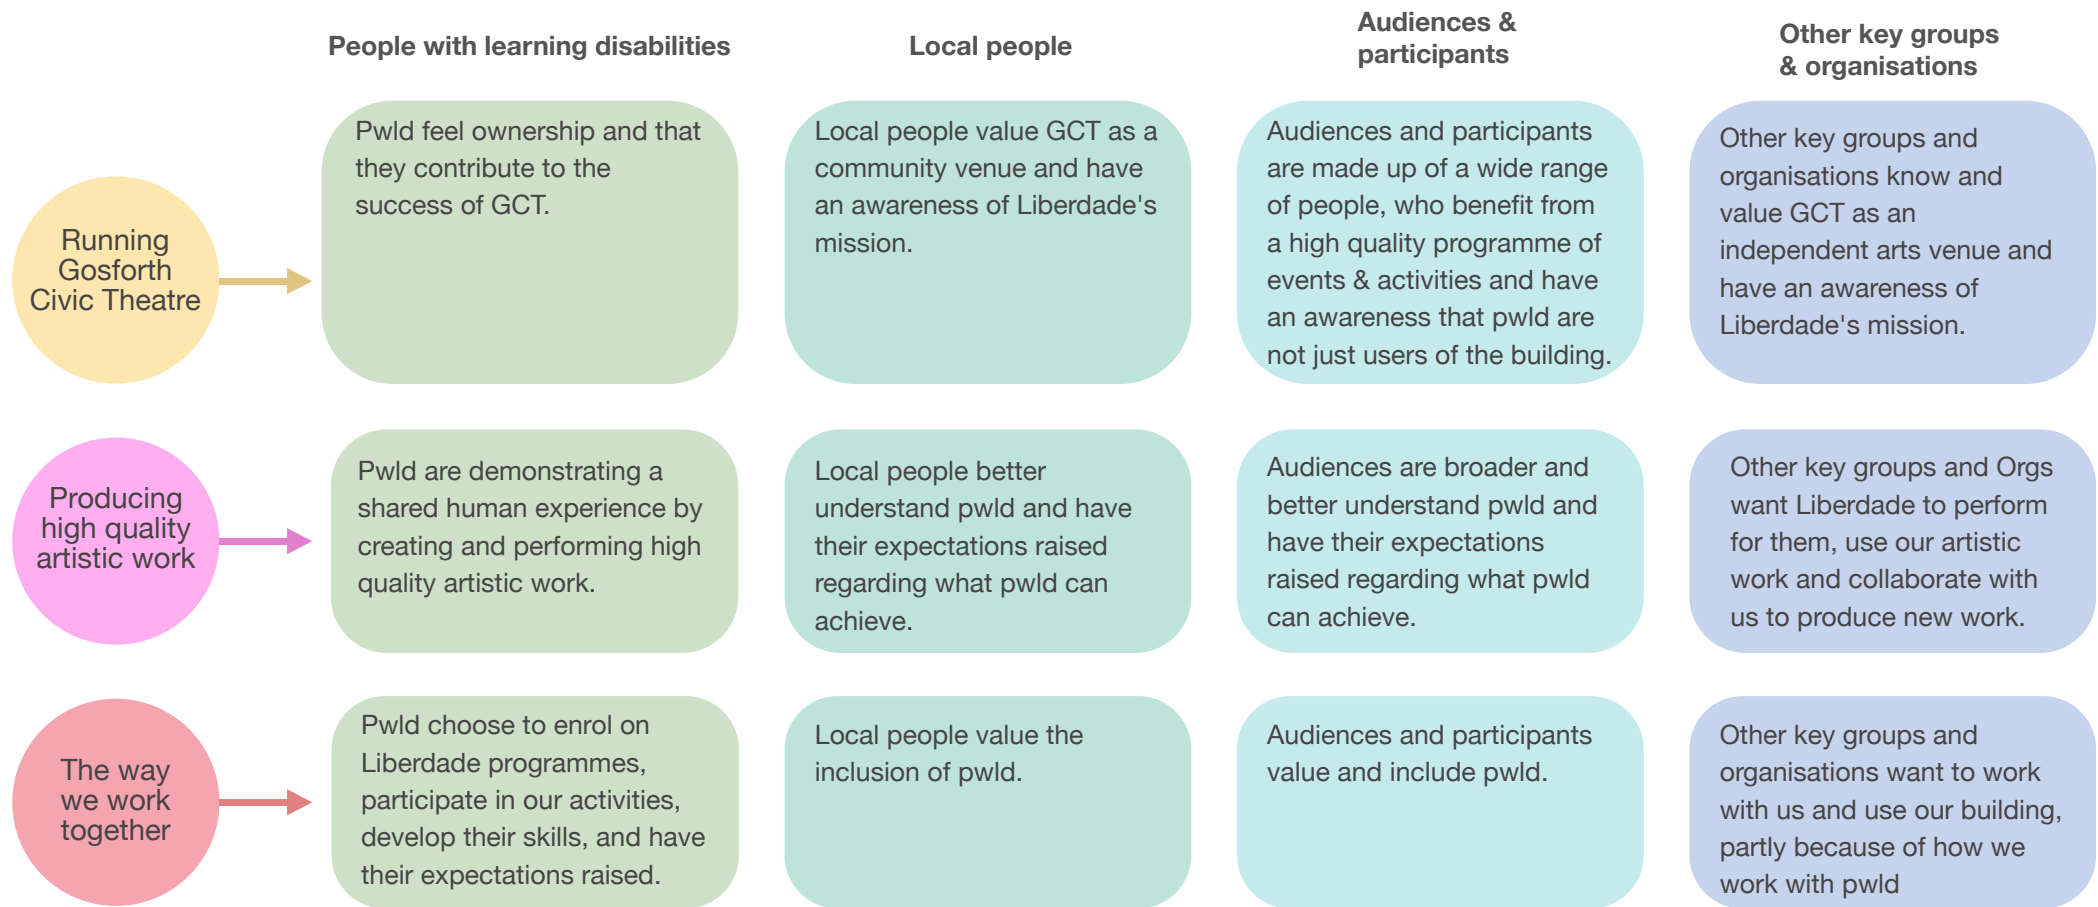 People with learning disabilities
Local people
Audiences &
participants
Other key groups
& organisations
Running
Gosforth
Civic Theatre
Pwld feel ownership and that
they contribute to the
success of GCT.
Local people value GCT as a
community venue and have
an awareness of Liberdade's
mission.
Audiences and participants
are made up of a wide range
of people, who benefit from
a high quality programme of
events & activities and have
an awareness that pwld are
not just users of the building.
Other key groups and
organisations know and
value GCT as an
independent arts venue and
have an awareness of
Liberdade's mission.
Producing
high quality
artistic work
Pwld are demonstrating a
shared human experience by
creating and performing high
quality artistic work.
Local people better
understand pwld and have
their expectations raised
regarding what pwld can
achieve.
Audiences are broader and
better understand pwld and
have their expectations
raised regarding what pwld
can achieve.
Other key groups and Orgs
want Liberdade to perform
for them, use our artistic
work and collaborate with
us to produce new work.
The way
we work
together
Pwld choose to enrol on
Liberdade programmes,
participate in our activities,
develop their skills, and have
their expectations raised.
Local people value the
inclusion of pwld.
Audiences and participants
value and include pwld.
Other key groups and
organisations want to work
with us and use our building,
partly because of how we
work with pwld